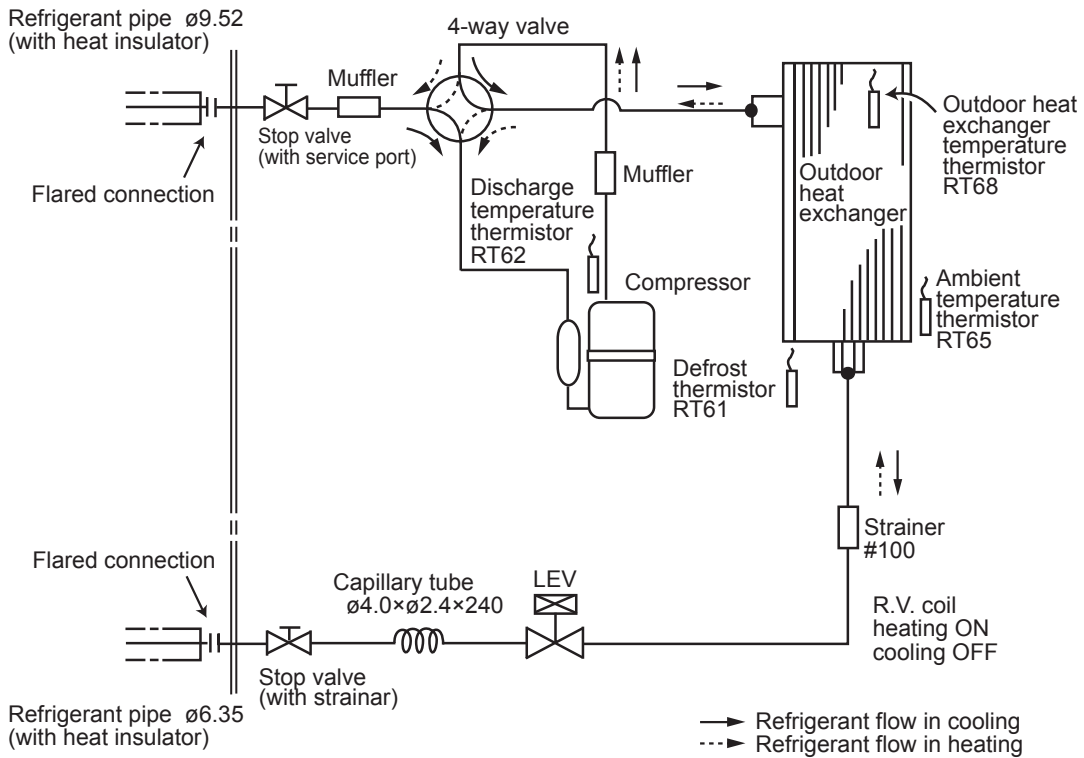 Refrigerant pipe ø9.52
(with heat insulator)
4-way valve
Muffler
Stop valve
(with service port)
Flared connection
Discharge
temperature
thermistor
RT62
Muffler
Compressor
Outdoor
heat
exchanger
Outdoor heat
exchanger
temperature
thermistor
RT68
Ambient
temperature
thermistor
RT65
Defrost
thermistor
RT61
Strainer
#100
Flared connection
Capillary tube
ø4.0×ø2.4×240
LEV
R.V. coil
heating ON
cooling OFF
Stop valve
(with strainar)
Refrigerant pipe ø6.35
(with heat insulator)
Refrigerant flow in cooling
Refrigerant flow in heating